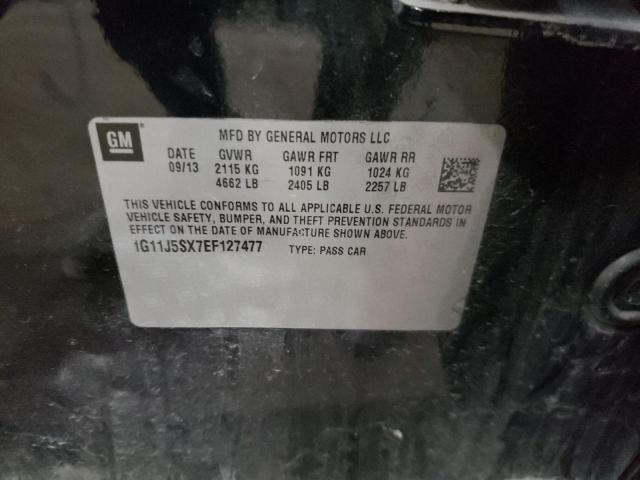 GM
MFD BY GENERAL MOTORS LLC
DATE GVWR GAWR FRT GAWR RR
09/13 2115 KG 1091 KG 1024 KG
4662 LB 2405 LB 2257 LB
THIS VEHICLE CONFORMS TO ALL APPLICABLE U.S. FEDERAL MOTOR
VEHICLE SAFETY, BUMPER, AND THEFT PREVENTION STANDARDS IN
EFFECT ON THE DATE OF MANUFACTURE SHOWN ABOVE.
1G11J5SX7EF127477 TYPE: PASS CAR